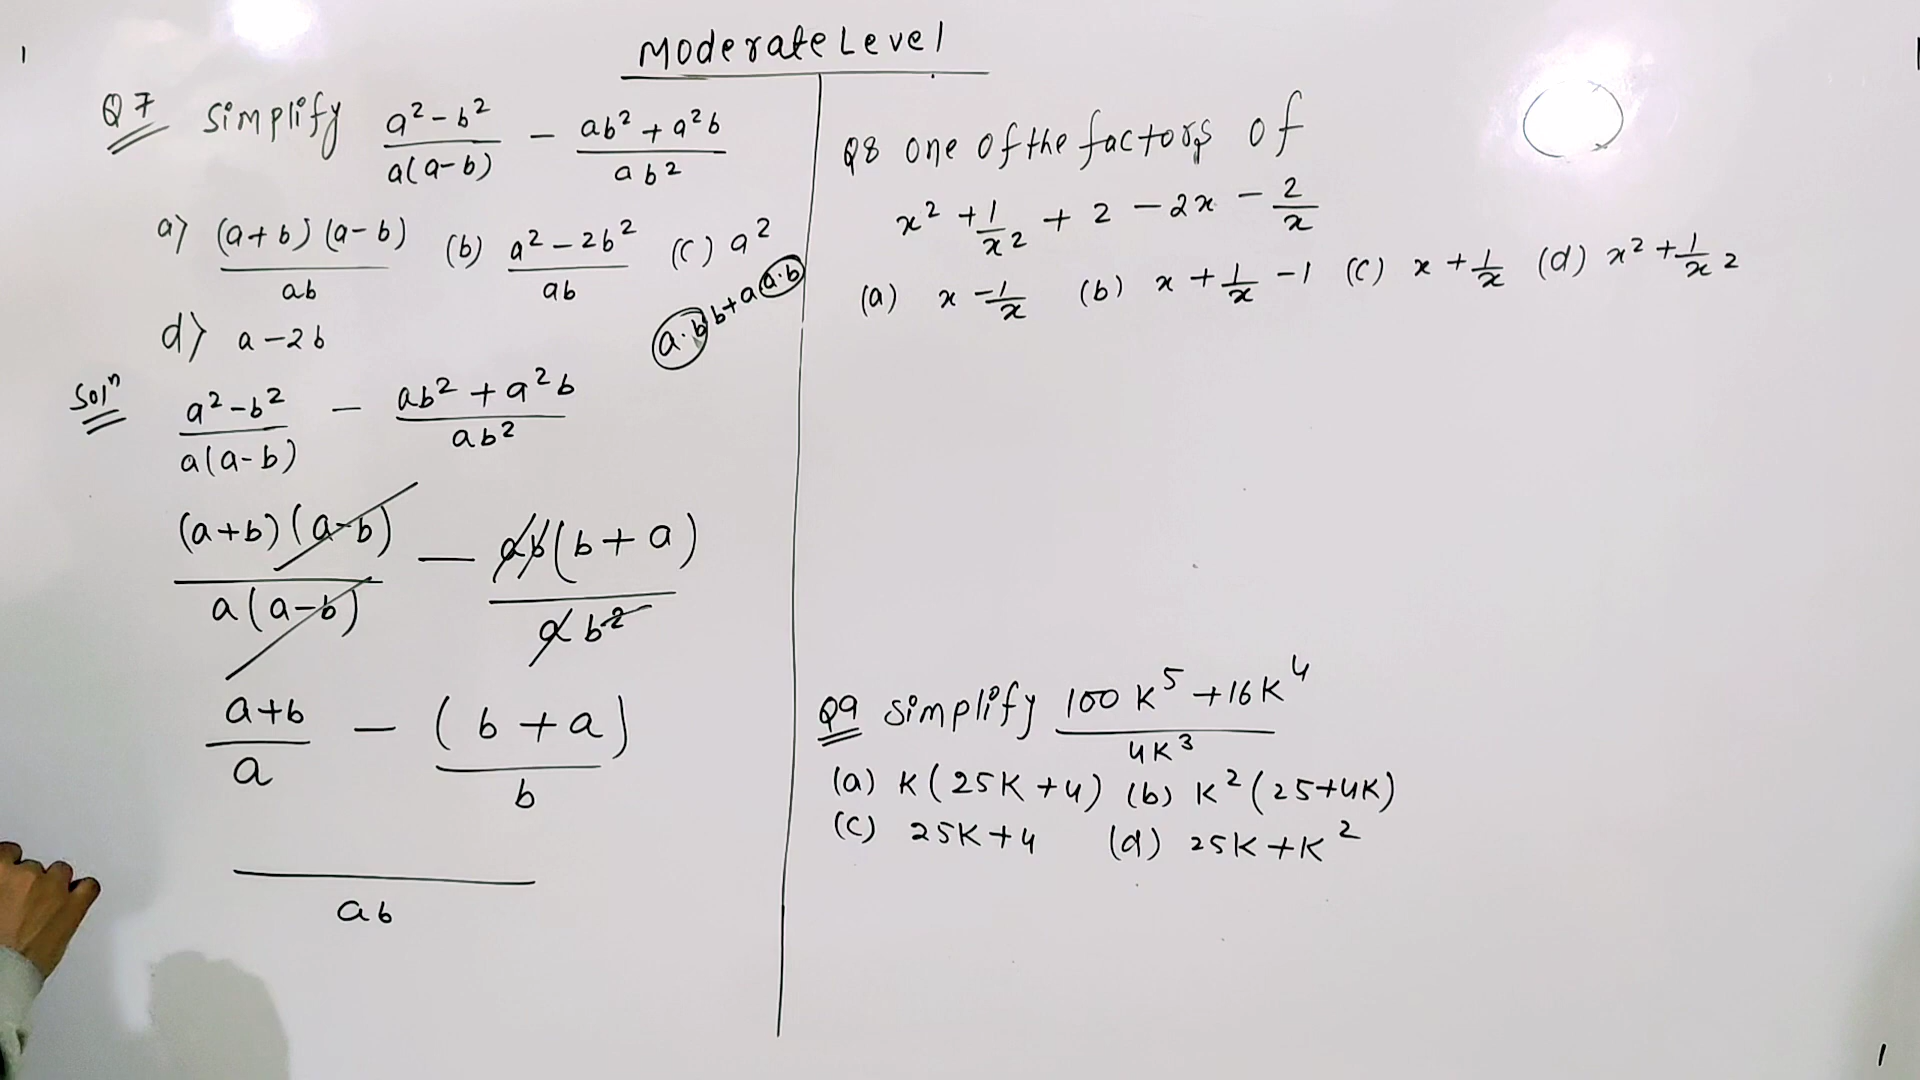 Moderate Level
Q7 Simplify (a² - b²)/(a(a-b)) - (ab² + a²b)/(ab²)
a) ((a+b)(a-b))/(ab) (b) (a² - 2b²)/(ab) (c) a²
d) a - 2b
a·b b + a a·b
Solⁿ (a² - b²)/(a(a-b)) - (ab² + a²b)/(ab²)
((a+b)(a-b))/(a(a-b)) - (ab(b+a))/(ab²)
(a+b)/a - (b+a)/b
/(ab)
Q8 One of the factors of
x² + 1/x² + 2 - 2x - 2/x
(a) x - 1/x (b) x + 1/x - 1 (c) x + 1/x (d) x² + 1/x²
Q9 Simplify (100K⁵ + 16K⁴)/(4K³)
(a) K(25K+4) (b) K²(25+4K)
(c) 25K+4 (d) 25K+K²